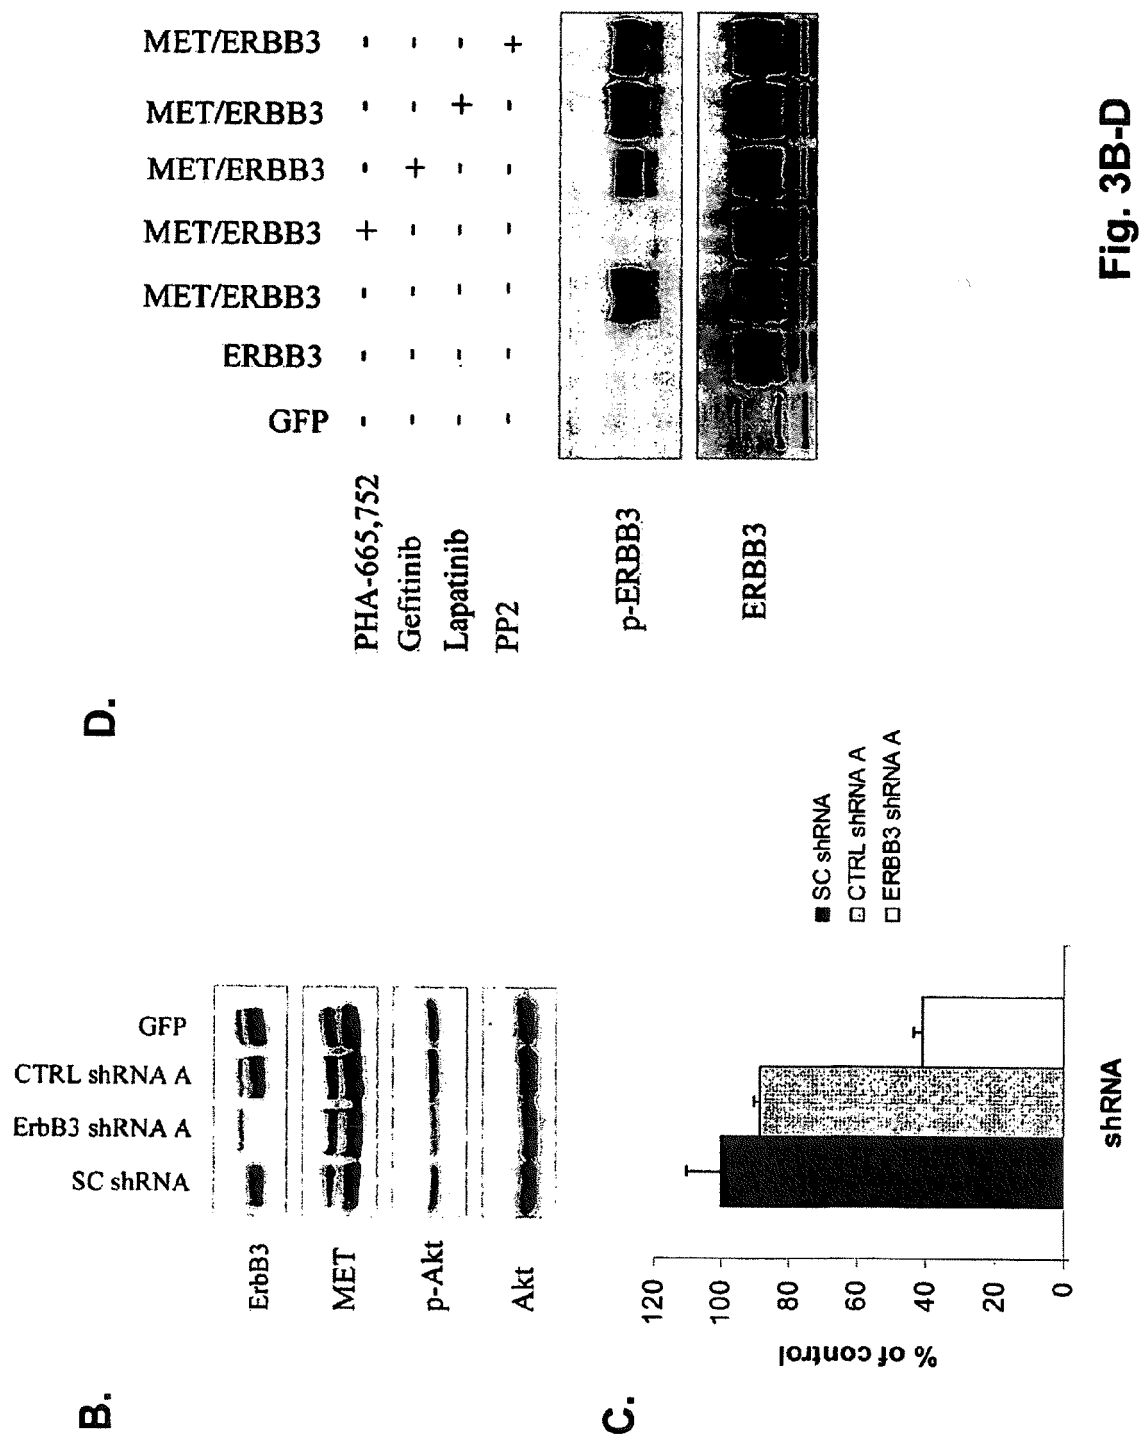 B.
SC shRNA
ErbB3 shRNA A
CTRL shRNA A
GFP
ErbB3
MET
p-Akt
Akt
C.
% of control
120
100
80
60
40
20
0
shRNA
SC shRNA
CTRL shRNA A
ERBB3 shRNA A
D.
GFP
ERBB3
MET/ERBB3
MET/ERBB3
MET/ERBB3
MET/ERBB3
MET/ERBB3
PHA-665,752 - - - + - - -
Gefitinib - - - - + - -
Lapatinib - - - - - + -
PP2 - - - - - - +
p-ERBB3
ERBB3
Fig. 3B-D